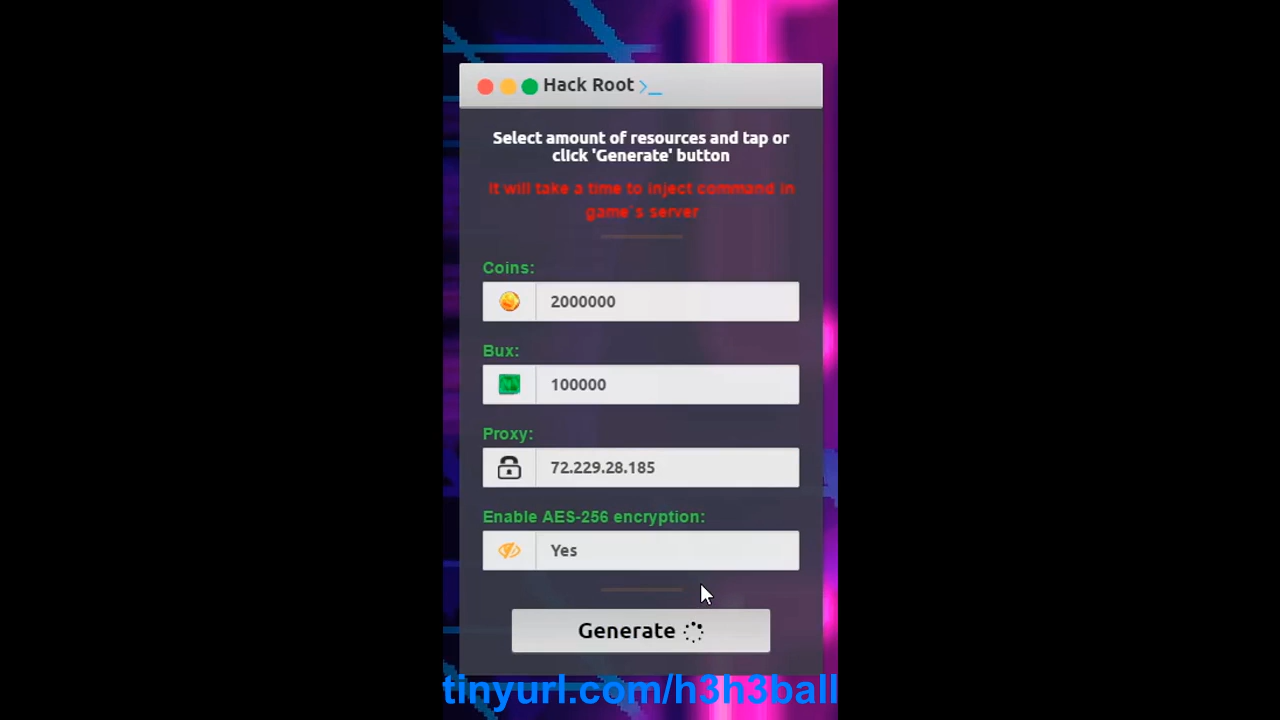 Hack Root >_
Select amount of resources and tap or
click 'Generate' button
It will take a time to inject command in
game`s server
Coins:
2000000
Bux:
100000
Proxy:
72.229.28.185
Enable AES-256 encryption:
Yes
Generate
tinyurl.com/h3h3ball